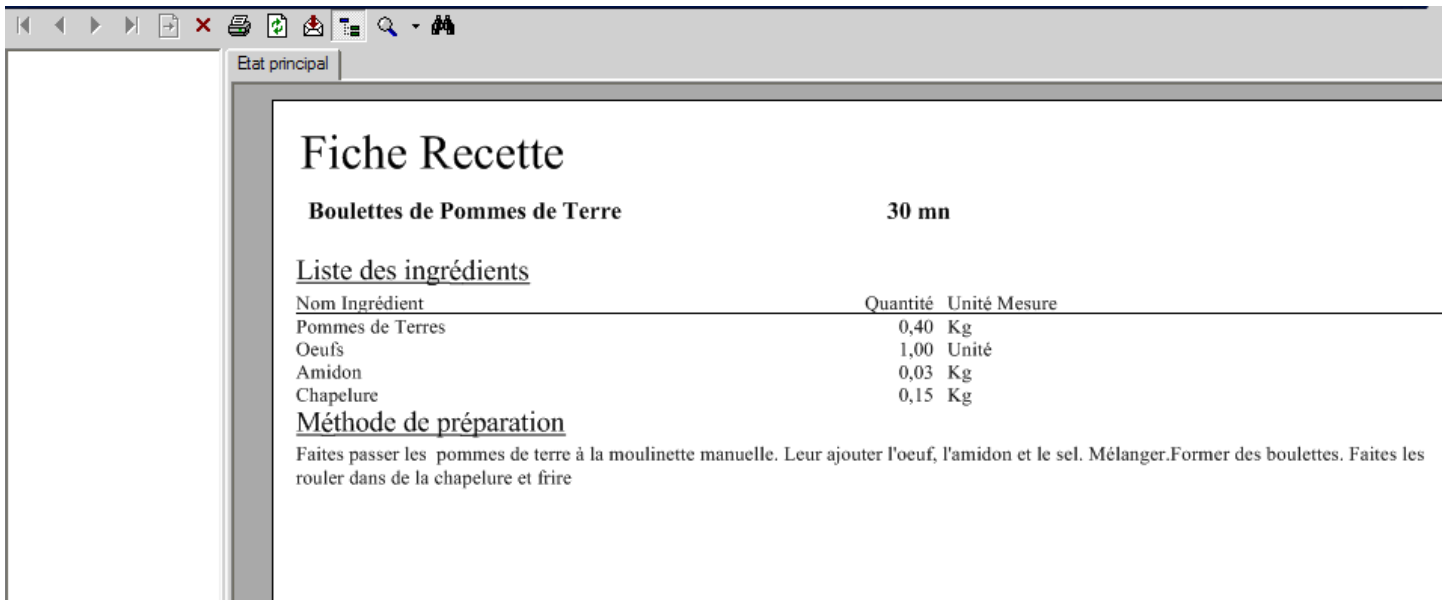 Etat principal
Fiche Recette
Boulettes de Pommes de Terre 30 mn
Liste des ingrédients
Nom Ingrédient Quantité Unité Mesure
Pommes de Terres 0,40 Kg
Oeufs 1,00 Unité
Amidon 0,03 Kg
Chapelure 0,15 Kg
Méthode de préparation
Faites passer les  pommes de terre à la moulinette manuelle. Leur ajouter l'oeuf, l'amidon et le sel. Mélanger.Former des boulettes. Faites les
rouler dans de la chapelure et frire